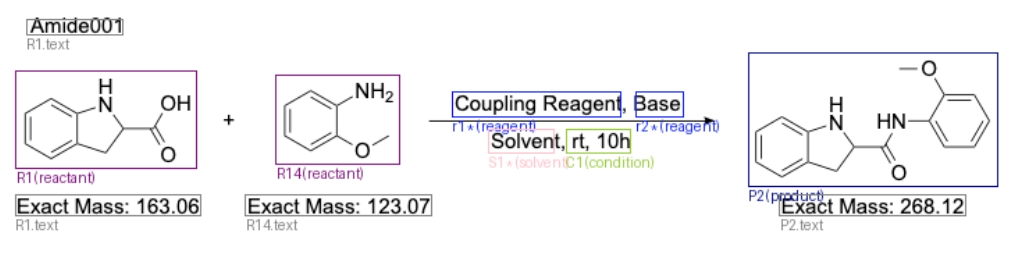 Amide001
R1.text
H
N
OH
O
R1(reactant)
+
NH2
O
R14(reactant)
Coupling Reagent, Base
r1*(reagent) r2*(reagent)
Solvent, rt, 10h
S1*(solvent C1(condition)
O
H
N
HN
O
P2(product)
Exact Mass: 163.06
R1.text
Exact Mass: 123.07
R14.text
Exact Mass: 268.12
P2.text